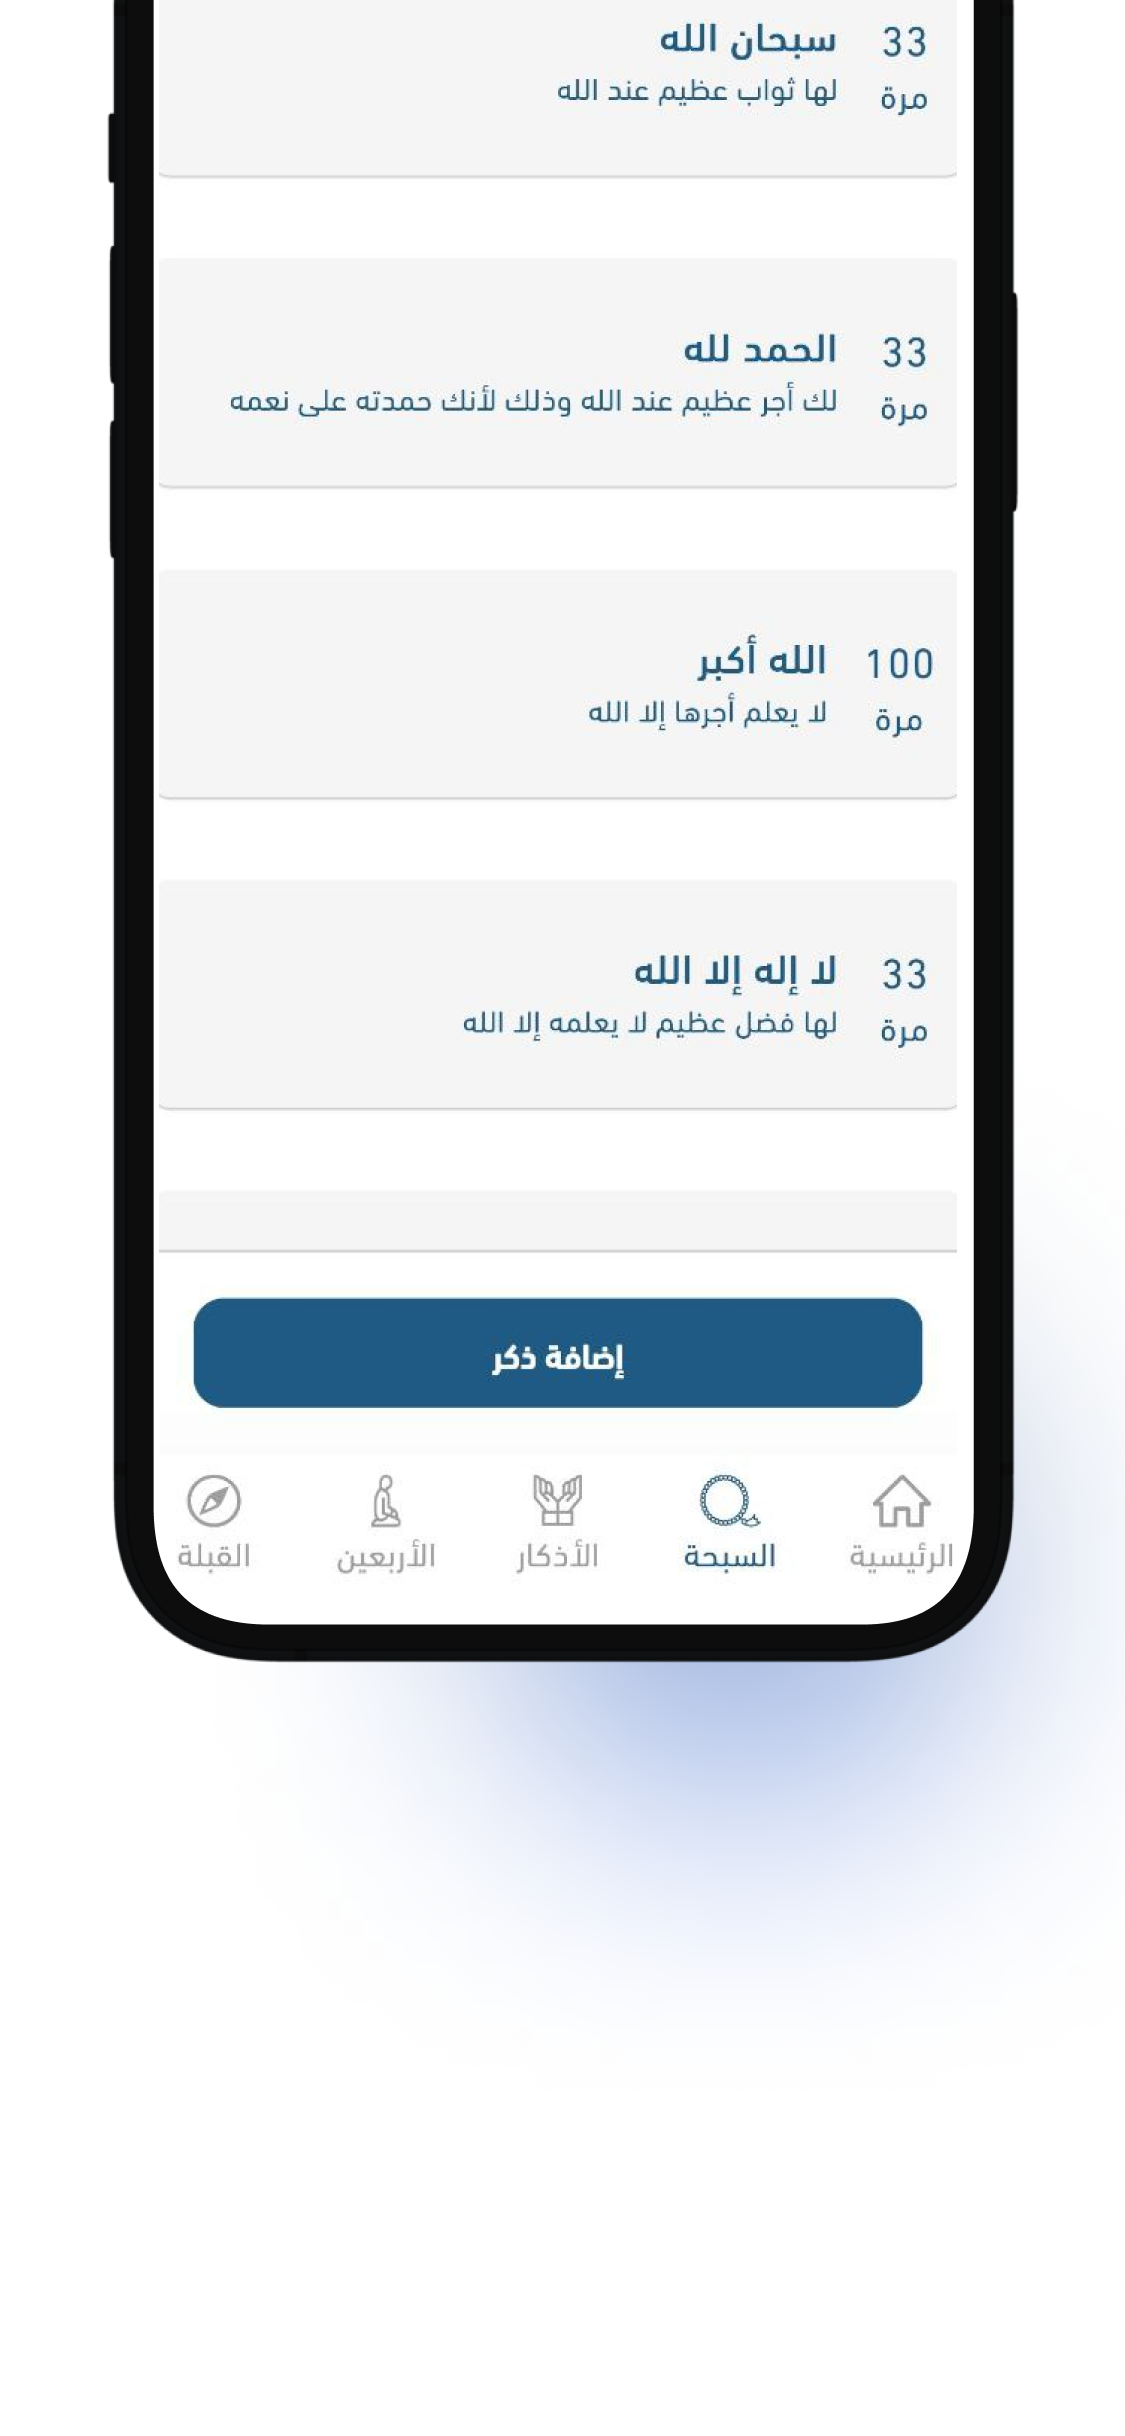 33 سبحان الله
مرة لها ثواب عظيم عند الله
33 الحمد لله
مرة لك أجر عظيم عند الله وذلك لأنك حمدته على نعمه
100 الله أكبر
مرة لا يعلم أجرها إلا الله
33 لا إله إلا الله
مرة لها فضل عظيم لا يعلمه إلا الله
إضافة ذكر
الرئيسية السبحة الأذكار الأربعين القبلة